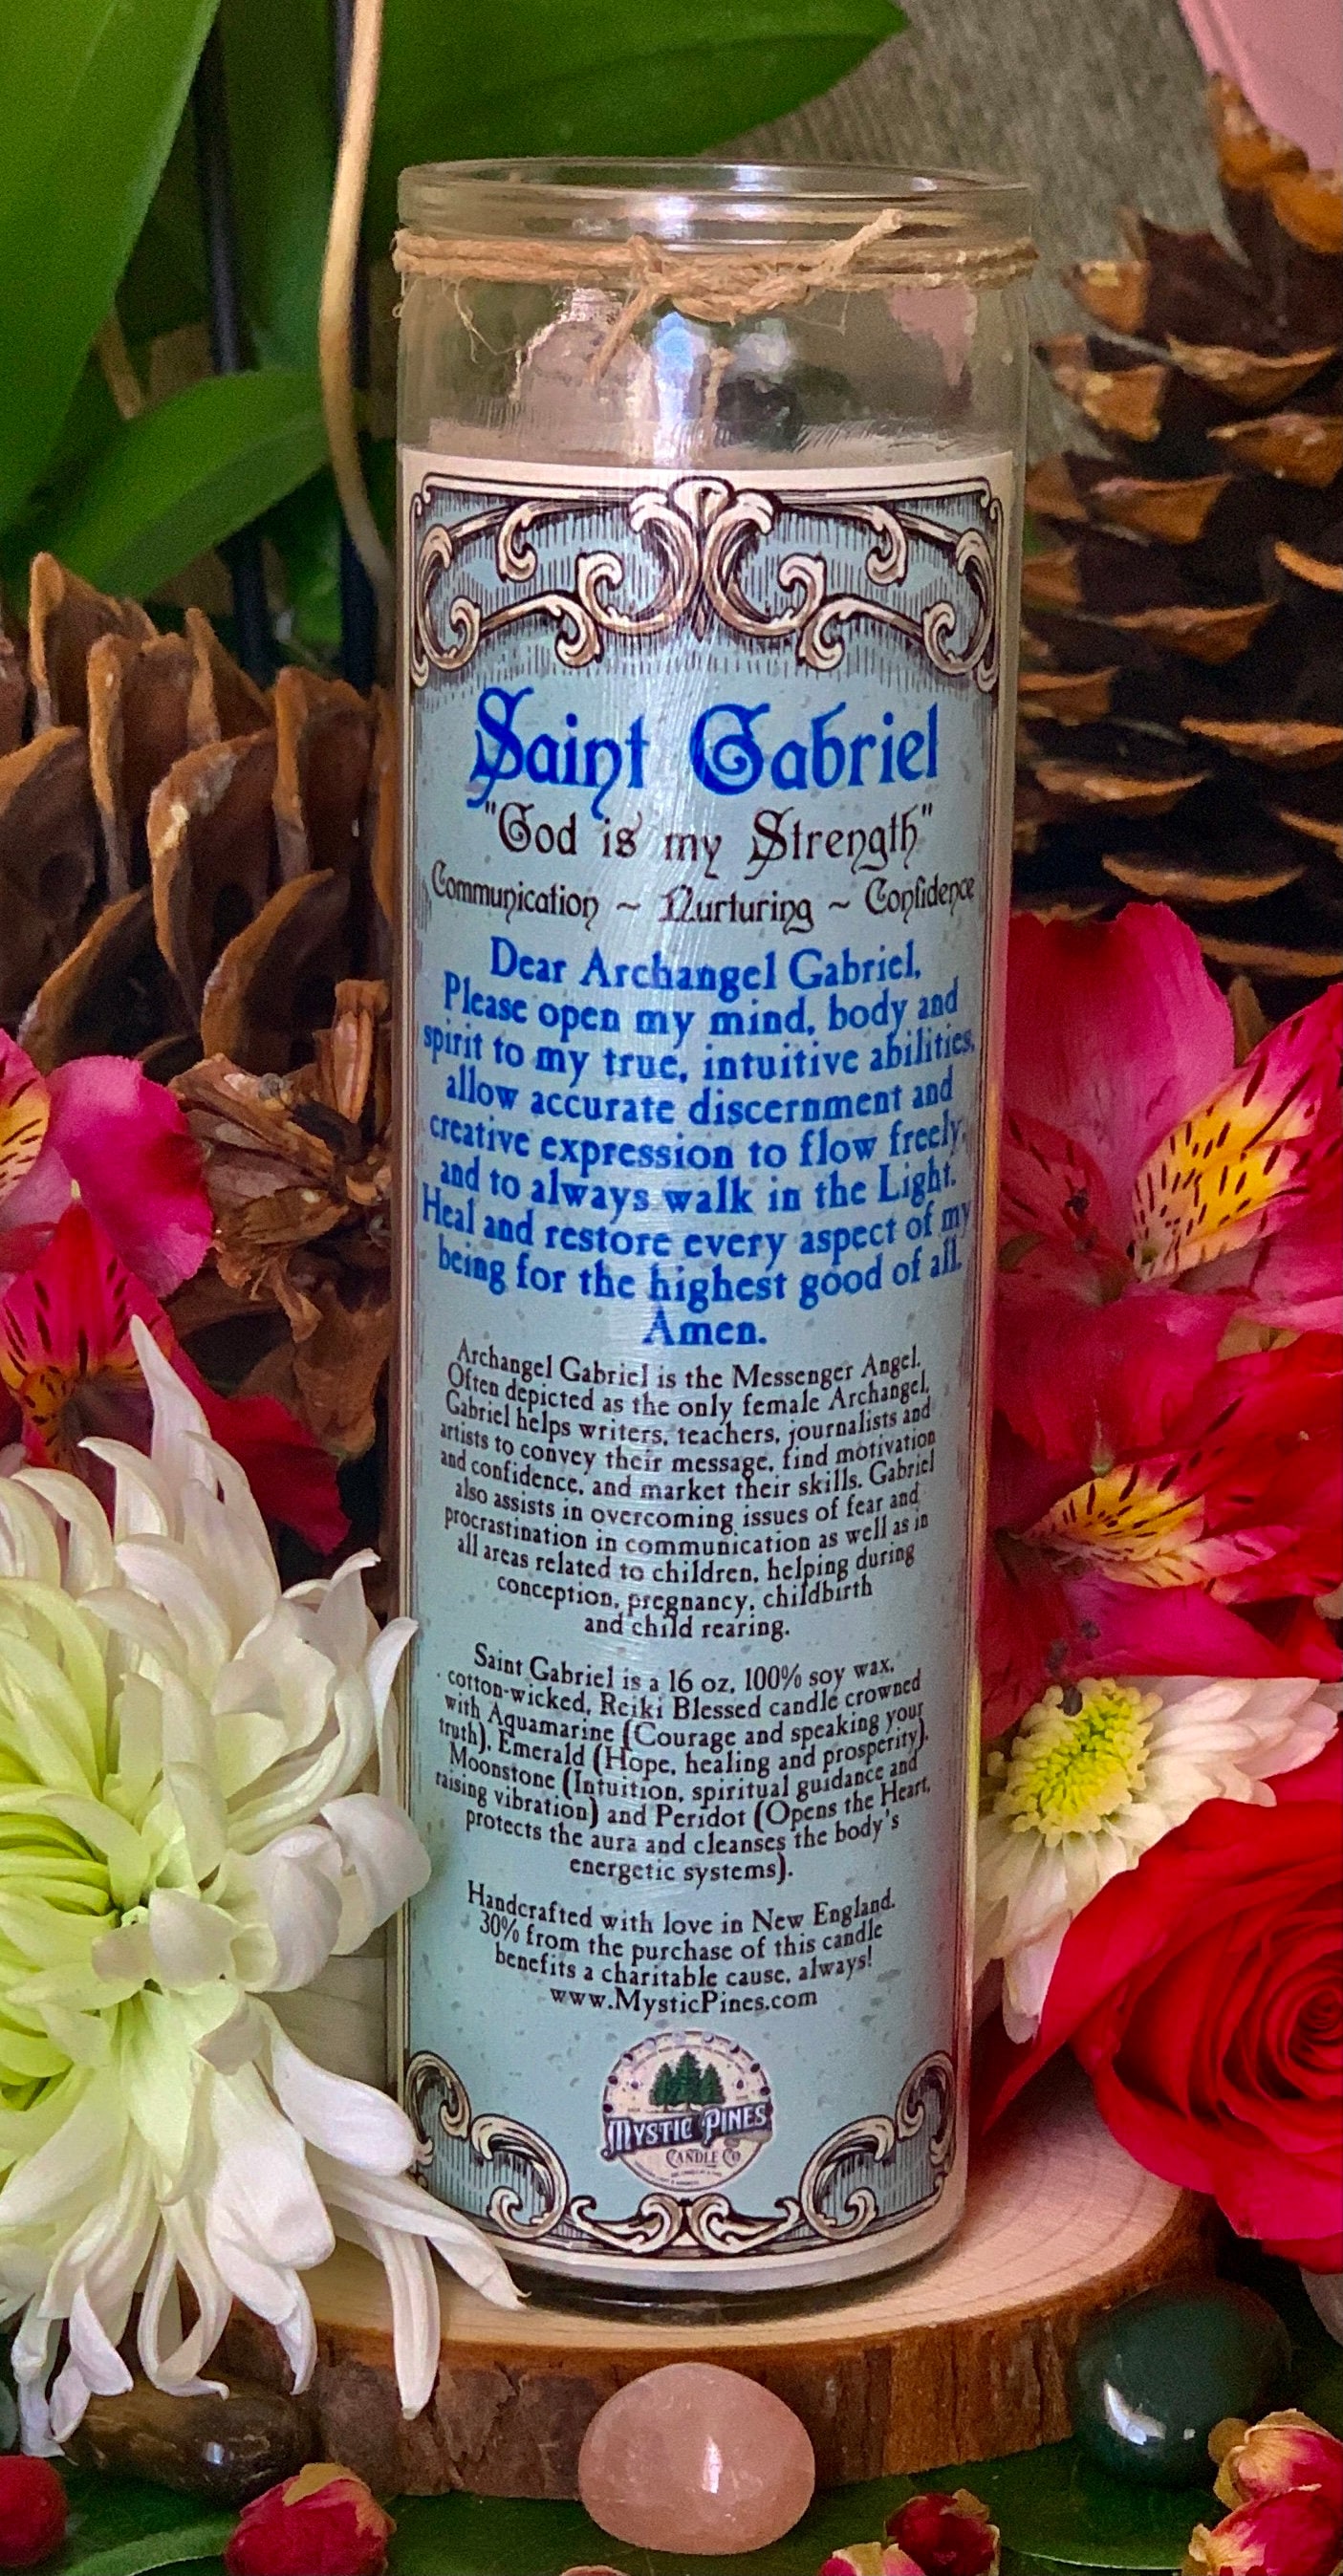 Saint Gabriel
"God is my Strength"
Communication ~ Nurturing ~ Confidence
Dear Archangel Gabriel,
Please open my mind, body and
spirit to my true, intuitive abilities,
allow accurate discernment and
creative expression to flow freely,
and to always walk in the Light.
Heal and restore every aspect of my
being for the highest good of all.
Amen.
Archangel Gabriel is the Messenger Angel.
Often depicted as the only female Archangel,
Gabriel helps writers, teachers, journalists and
artists to convey their message, find motivation
and confidence, and market their skills. Gabriel
also assists in overcoming issues of fear and
procrastination in communication as well as in
all areas related to children, helping during
conception, pregnancy, childbirth
and child rearing.
Saint Gabriel is a 16 oz, 100% soy wax,
cotton-wicked, Reiki Blessed candle crowned
with Aquamarine (Courage and speaking your
truth), Emerald (Hope, healing and prosperity),
Moonstone (Intuition, spiritual guidance and
raising vibration) and Peridot (Opens the Heart,
protects the aura and cleanses the body's
energetic systems).
Handcrafted with love in New England.
30% from the purchase of this candle
benefits a charitable cause, always!
www.MysticPines.com
MYSTIC PINES
CANDLE CO